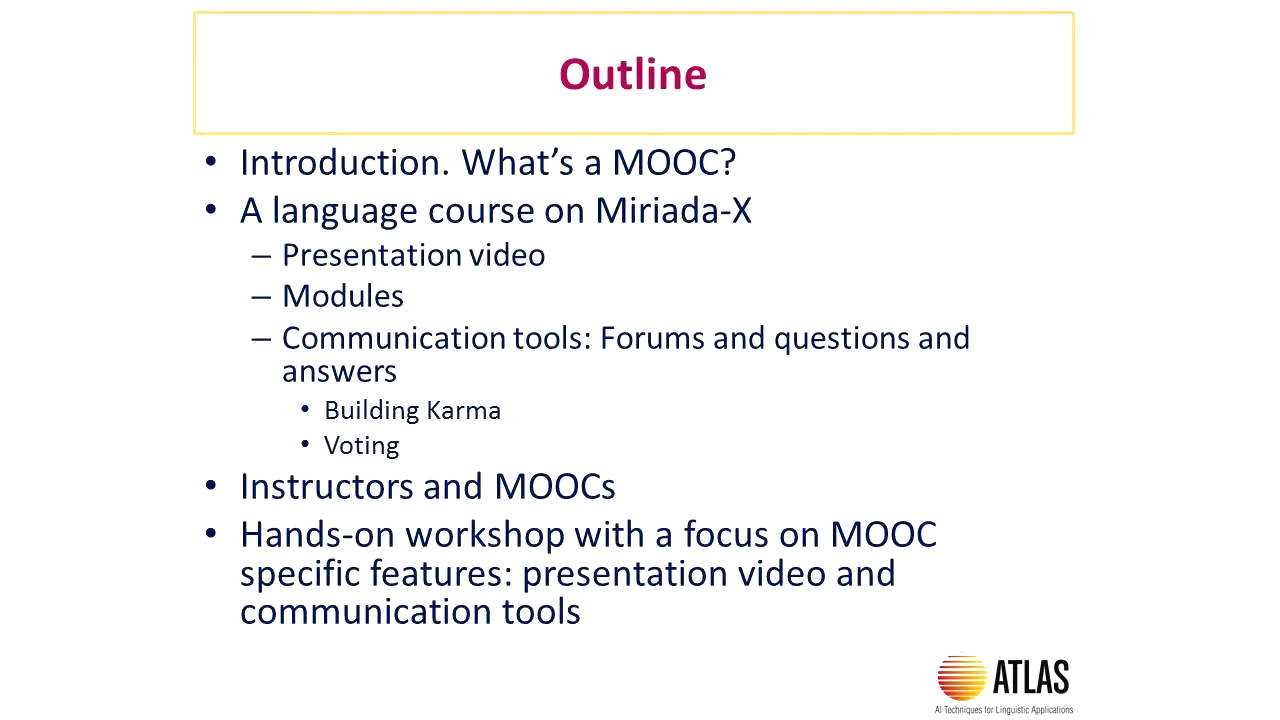 Outline
• Introduction. What's a MOOC?
• A language course on Miriada-X
– Presentation video
– Modules
– Communication tools: Forums and questions and
answers
• Building Karma
• Voting
• Instructors and MOOCs
• Hands-on workshop with a focus on MOOC
specific features: presentation video and
communication tools
ATLAS
AI Techniques for Linguistic Applications